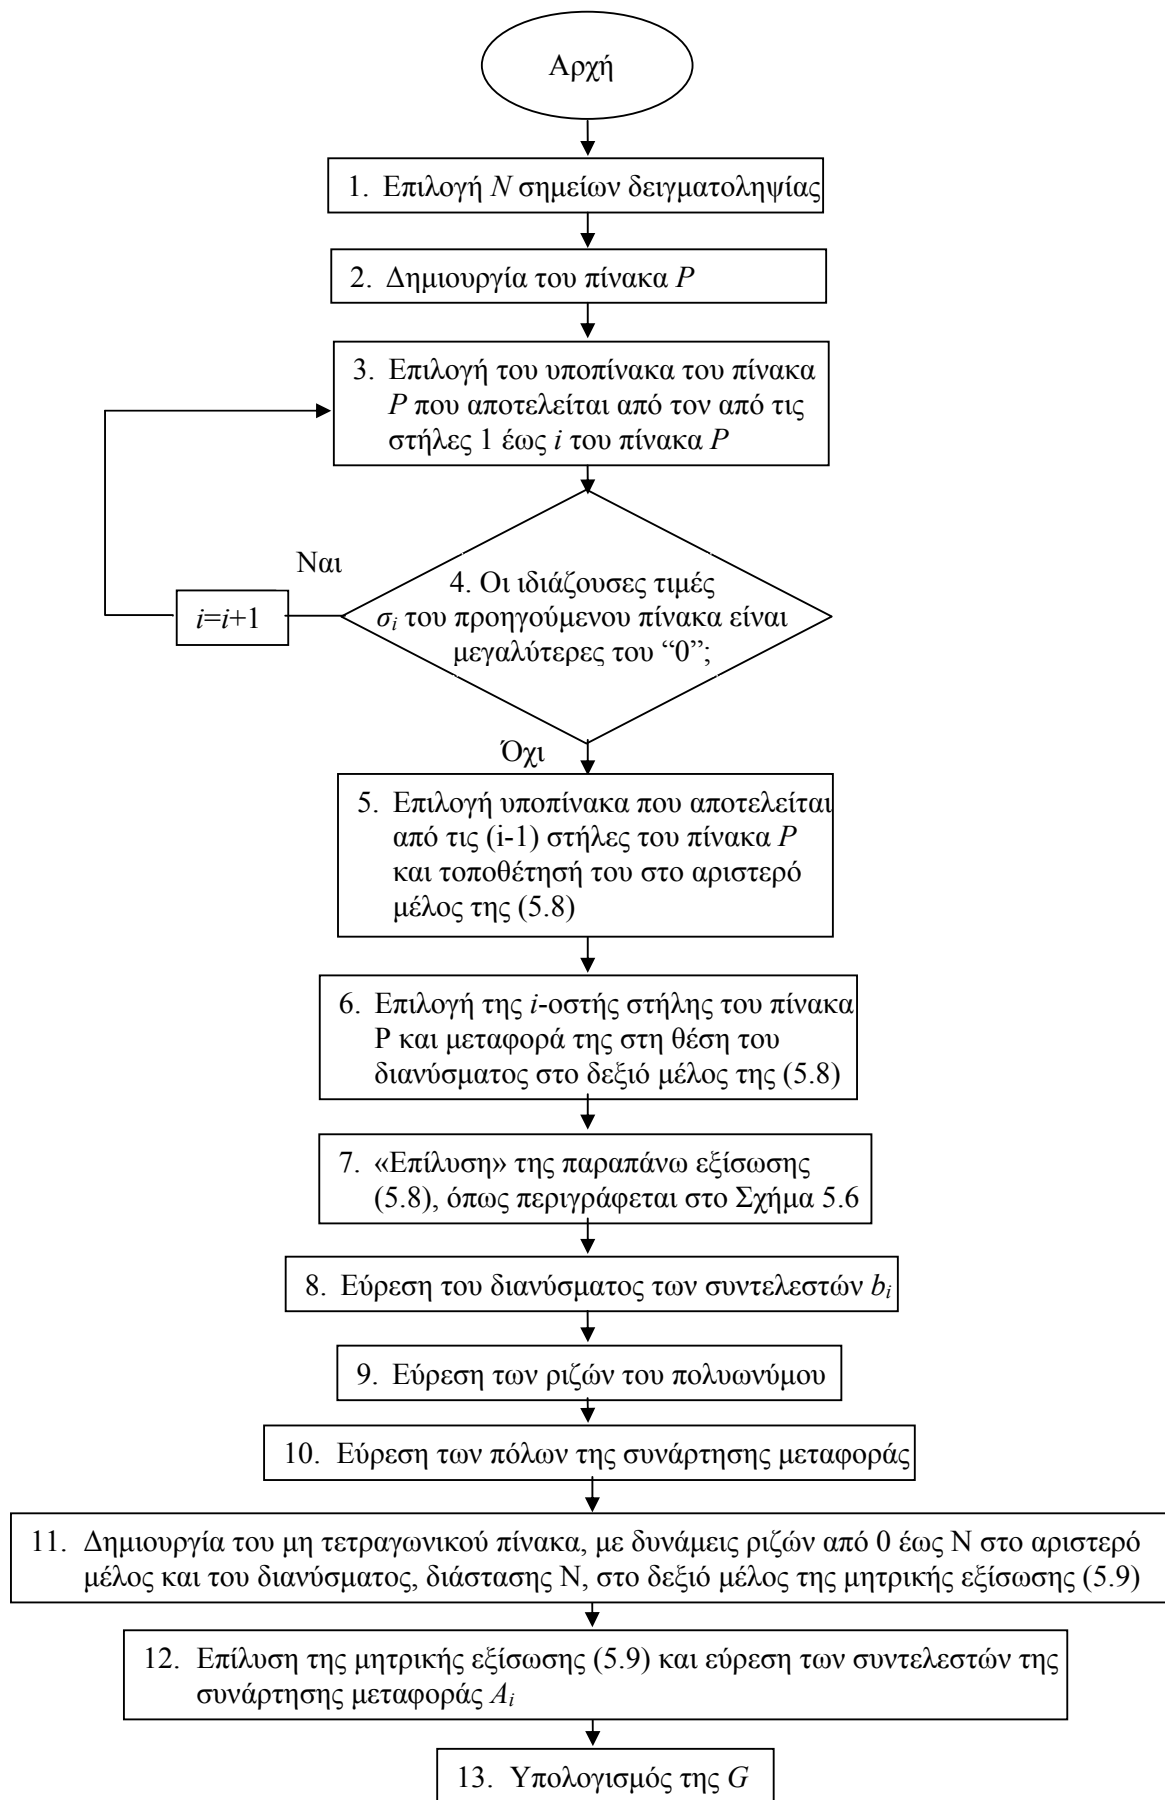 Αρχή
1. Επιλογή N σημείων δειγματοληψίας
2. Δημιουργία του πίνακα P
3. Επιλογή του υποπίνακα του πίνακα
P που αποτελείται από τον από τις
στήλες 1 έως i του πίνακα P
Ναι
i=i+1
4. Οι ιδιάζουσες τιμές
σi του προηγούμενου πίνακα είναι
μεγαλύτερες του “0”;
Όχι
5. Επιλογή υποπίνακα που αποτελείται
από τις (i-1) στήλες του πίνακα P
και τοποθέτησή του στο αριστερό
μέλος της (5.8)
6. Επιλογή της i-οστής στήλης του πίνακα
P και μεταφορά της στη θέση του
διανύσματος στο δεξιό μέλος της (5.8)
7. «Επίλυση» της παραπάνω εξίσωσης
(5.8), όπως περιγράφεται στο Σχήμα 5.6
8. Εύρεση του διανύσματος των συντελεστών bi
9. Εύρεση των ριζών του πολυωνύμου
10. Εύρεση των πόλων της συνάρτησης μεταφοράς
11. Δημιουργία του μη τετραγωνικού πίνακα, με δυνάμεις ριζών από 0 έως N στο αριστερό
μέλος και του διανύσματος, διάστασης N, στο δεξιό μέλος της μητρικής εξίσωσης (5.9)
12. Επίλυση της μητρικής εξίσωσης (5.9) και εύρεση των συντελεστών της
συνάρτησης μεταφοράς Ai
13. Υπολογισμός της G